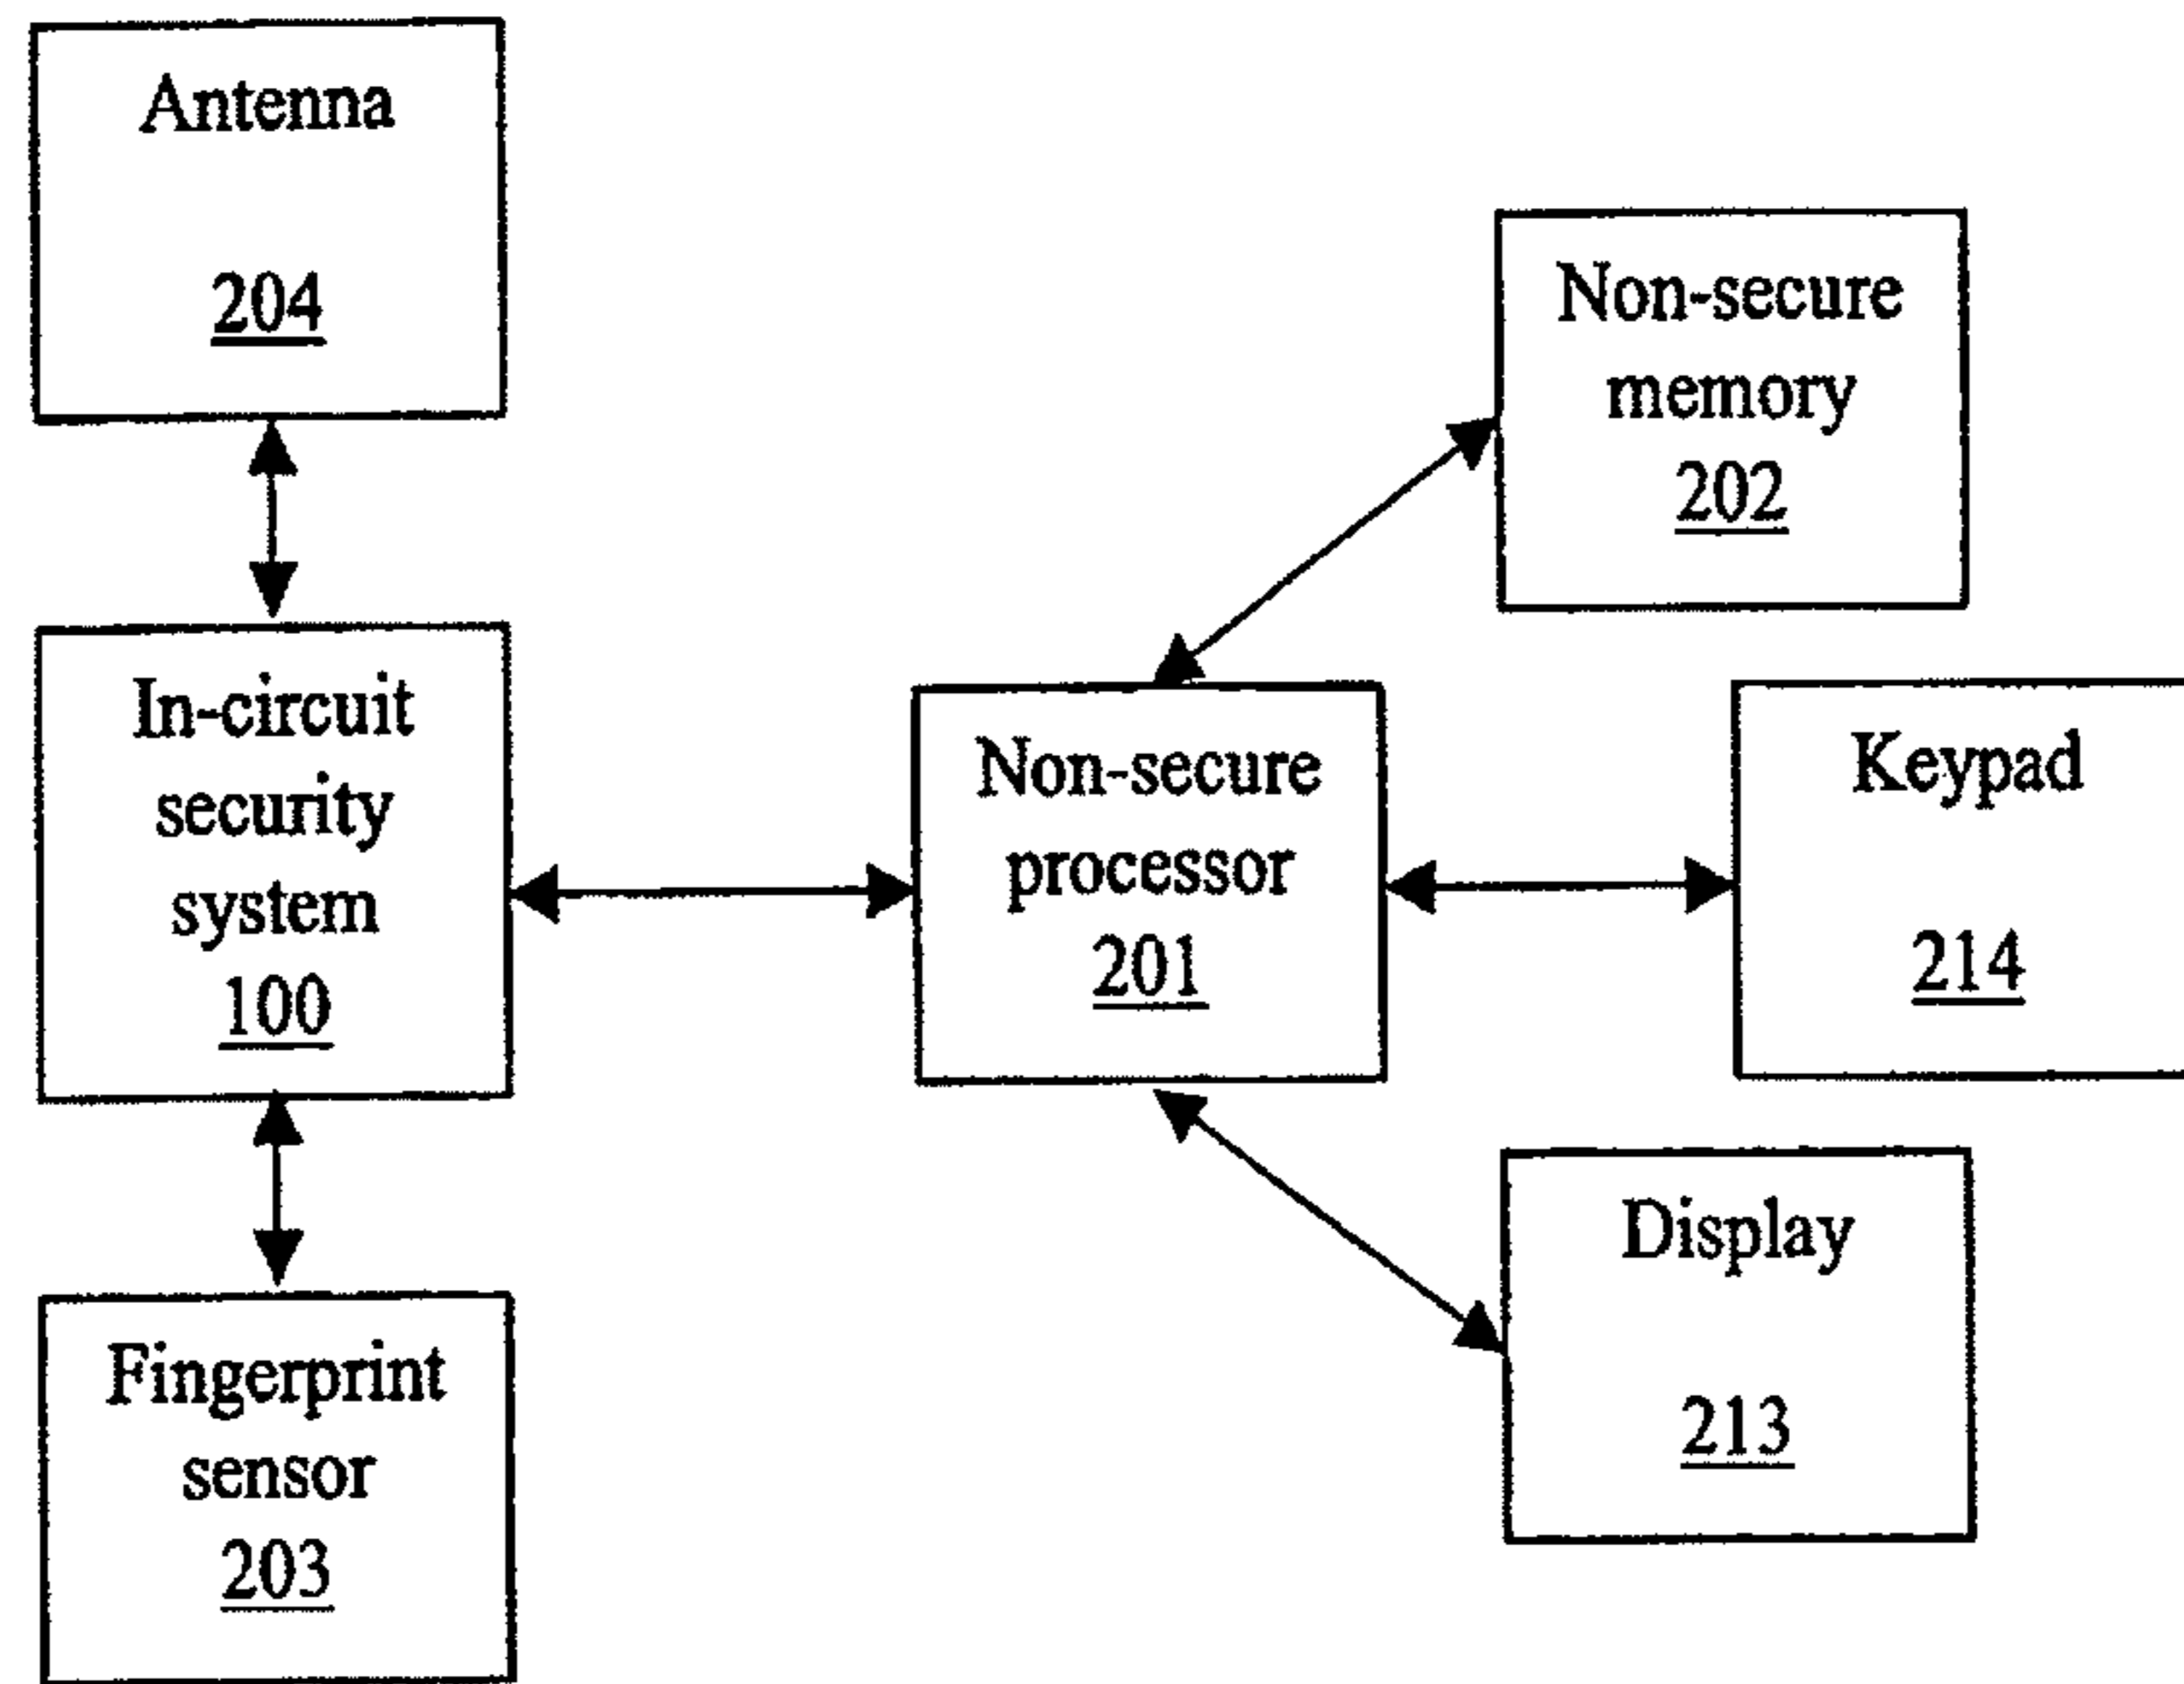 Antenna
204
In-circuit
security
system
100
Fingerprint
sensor
203
Non-secure
processor
201
Non-secure
memory
202
Keypad
214
Display
213